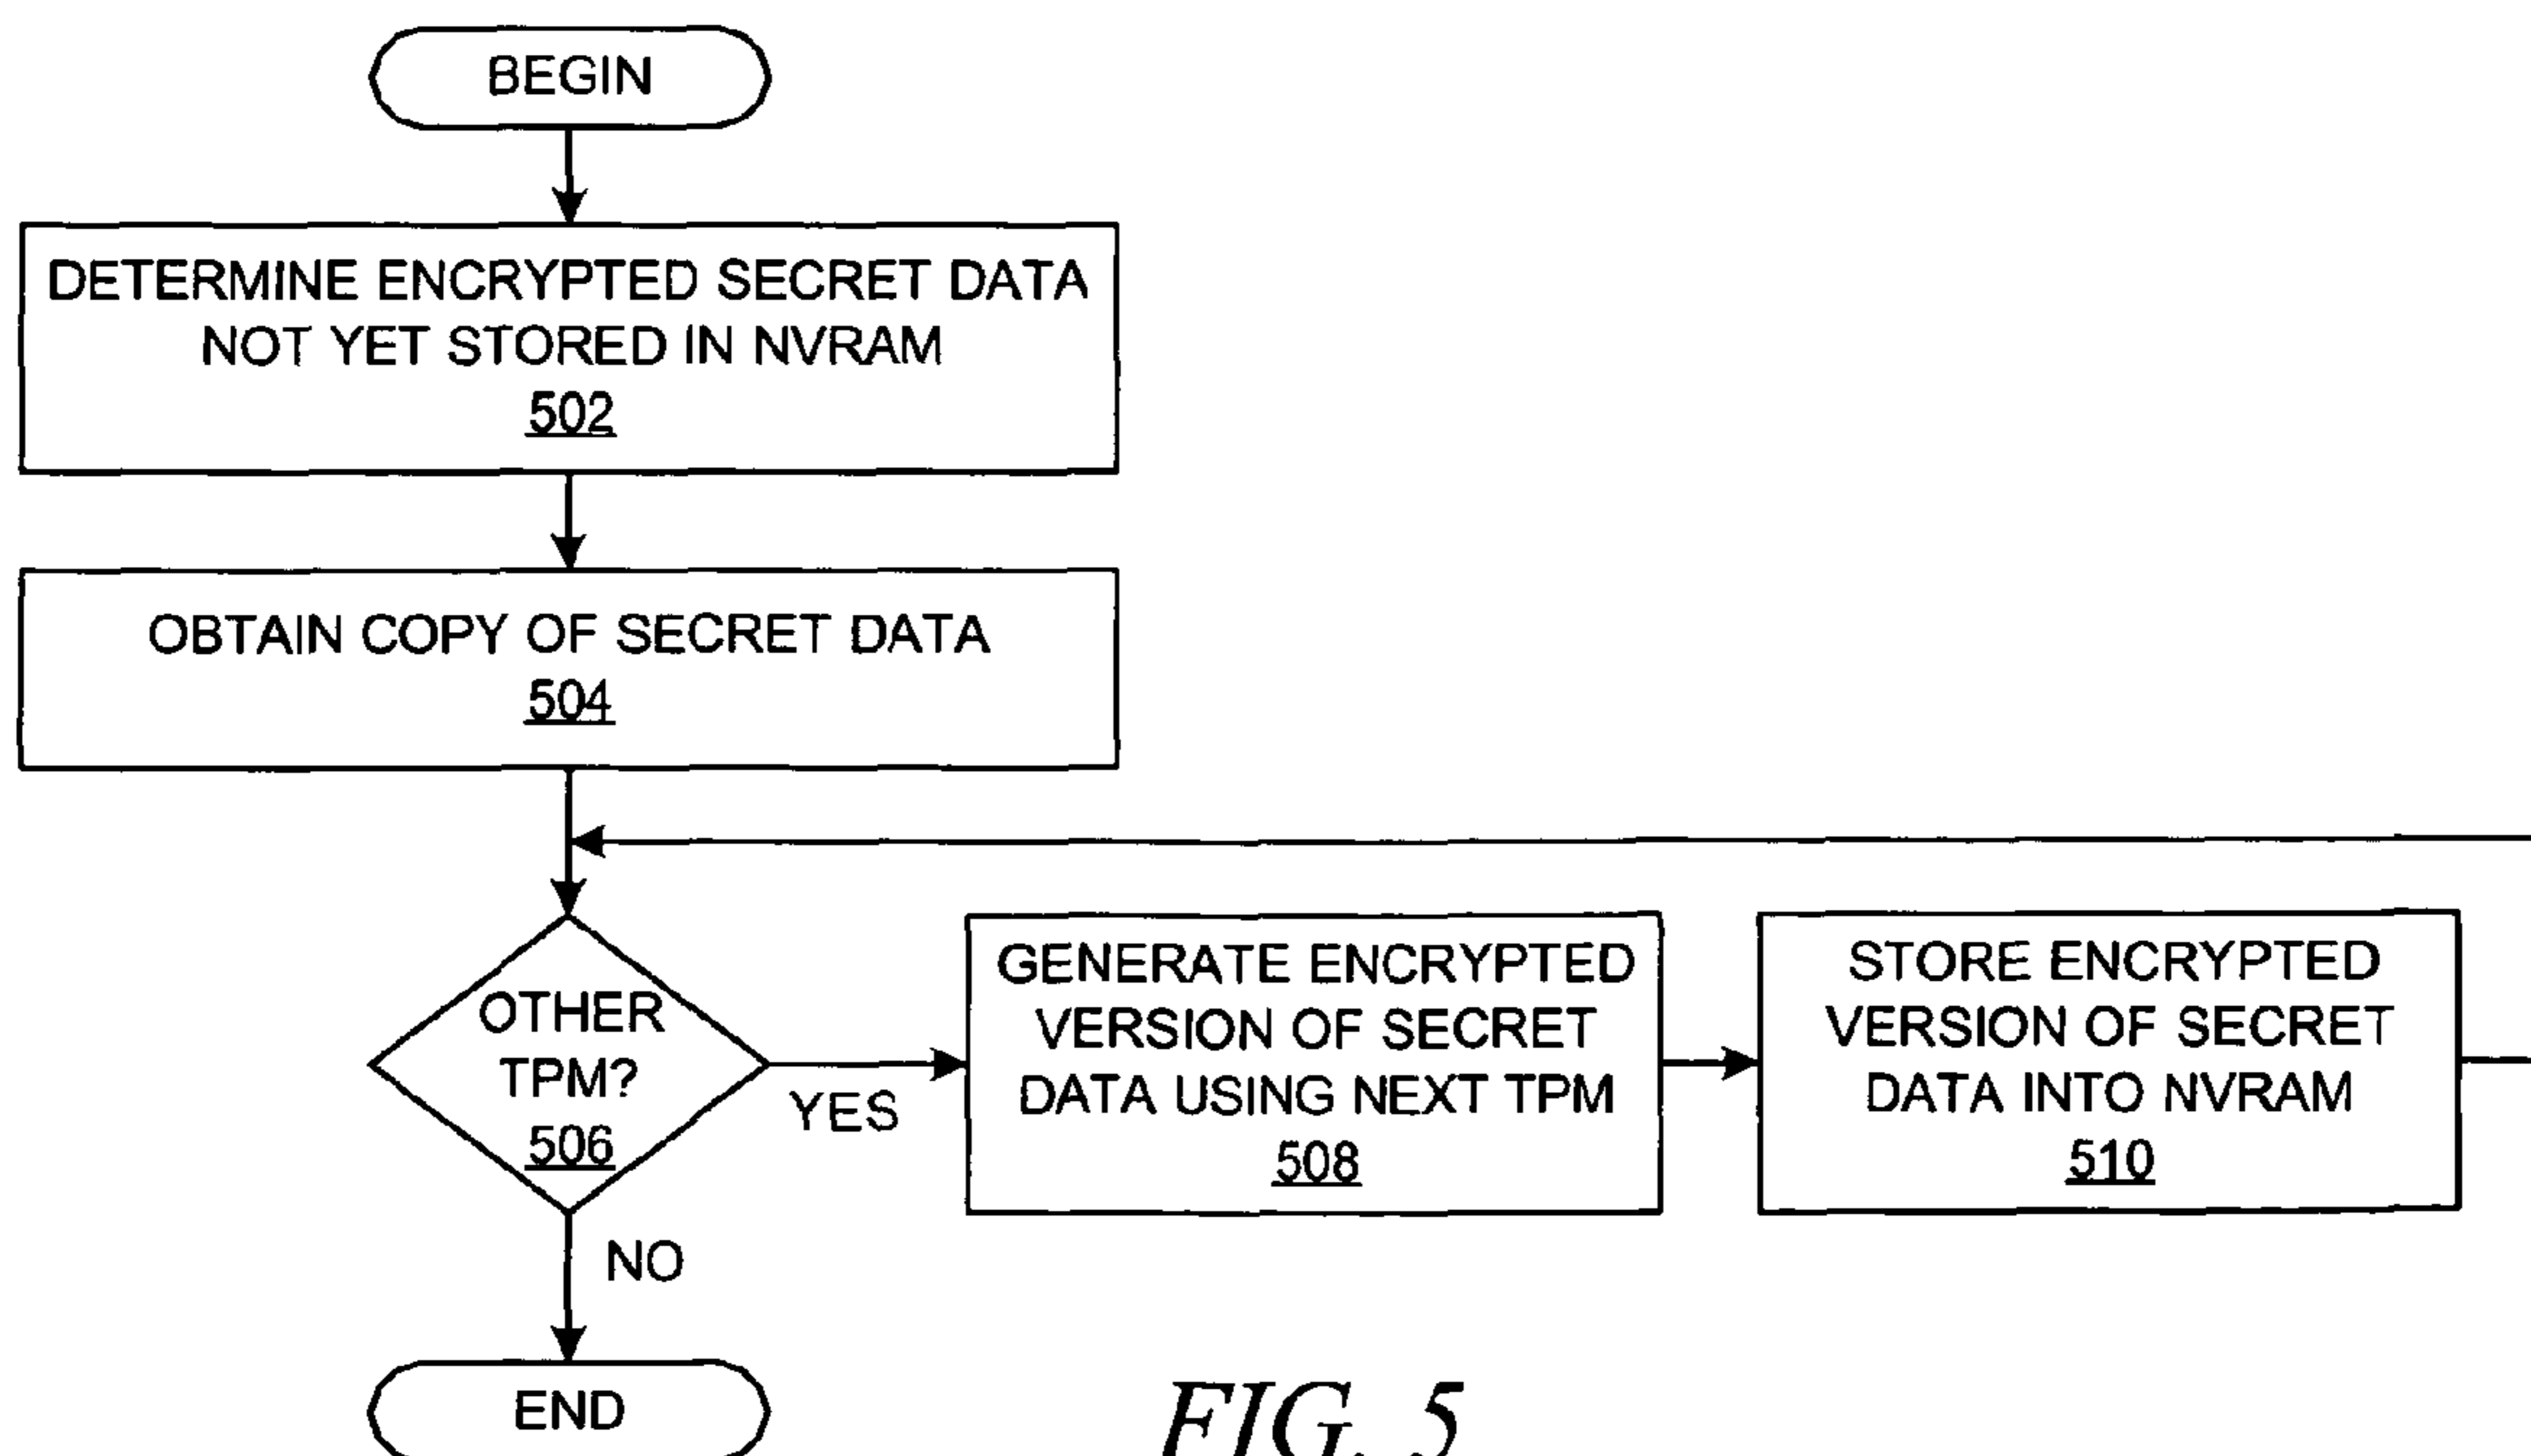 BEGIN
DETERMINE ENCRYPTED SECRET DATA
NOT YET STORED IN NVRAM
502
OBTAIN COPY OF SECRET DATA
504
OTHER
TPM?
506
YES
GENERATE ENCRYPTED
VERSION OF SECRET
DATA USING NEXT TPM
508
STORE ENCRYPTED
VERSION OF SECRET
DATA INTO NVRAM
510
NO
END
FIG. 5